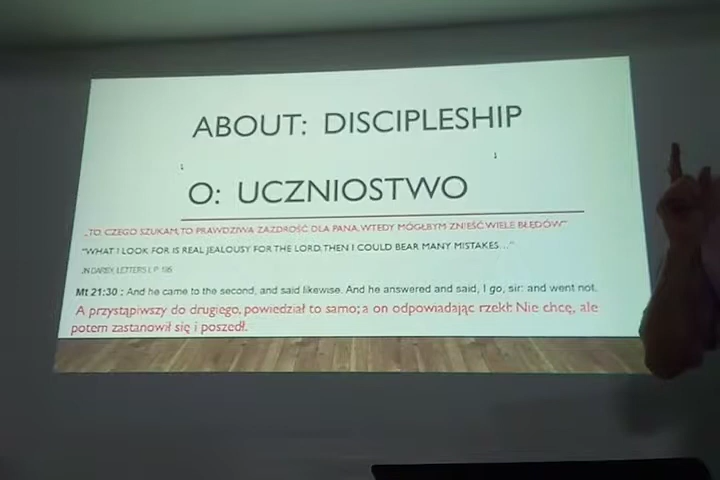 ABOUT: DISCIPLESHIP
O: UCZNIOSTWO
„TO, CZEGO SZUKAM, TO PRAWDZIWA ZAZDROŚĆ DLA PANA, WTEDY MÓGŁBYM ZNIEŚĆ WIELE BŁĘDÓW"
"WHAT I LOOK FOR IS REAL JEALOUSY FOR THE LORD, THEN I COULD BEAR MANY MISTAKES…"
JN DARBY, LETTERS I, P
Mt 21:30 : And he came to the second, and said likewise. And he answered and said, I go, sir: and went not.
A przystąpiwszy do drugiego, powiedział to samo; a on odpowiadając rzekł: Nie chcę, ale
potem zastanowił się i poszedł.